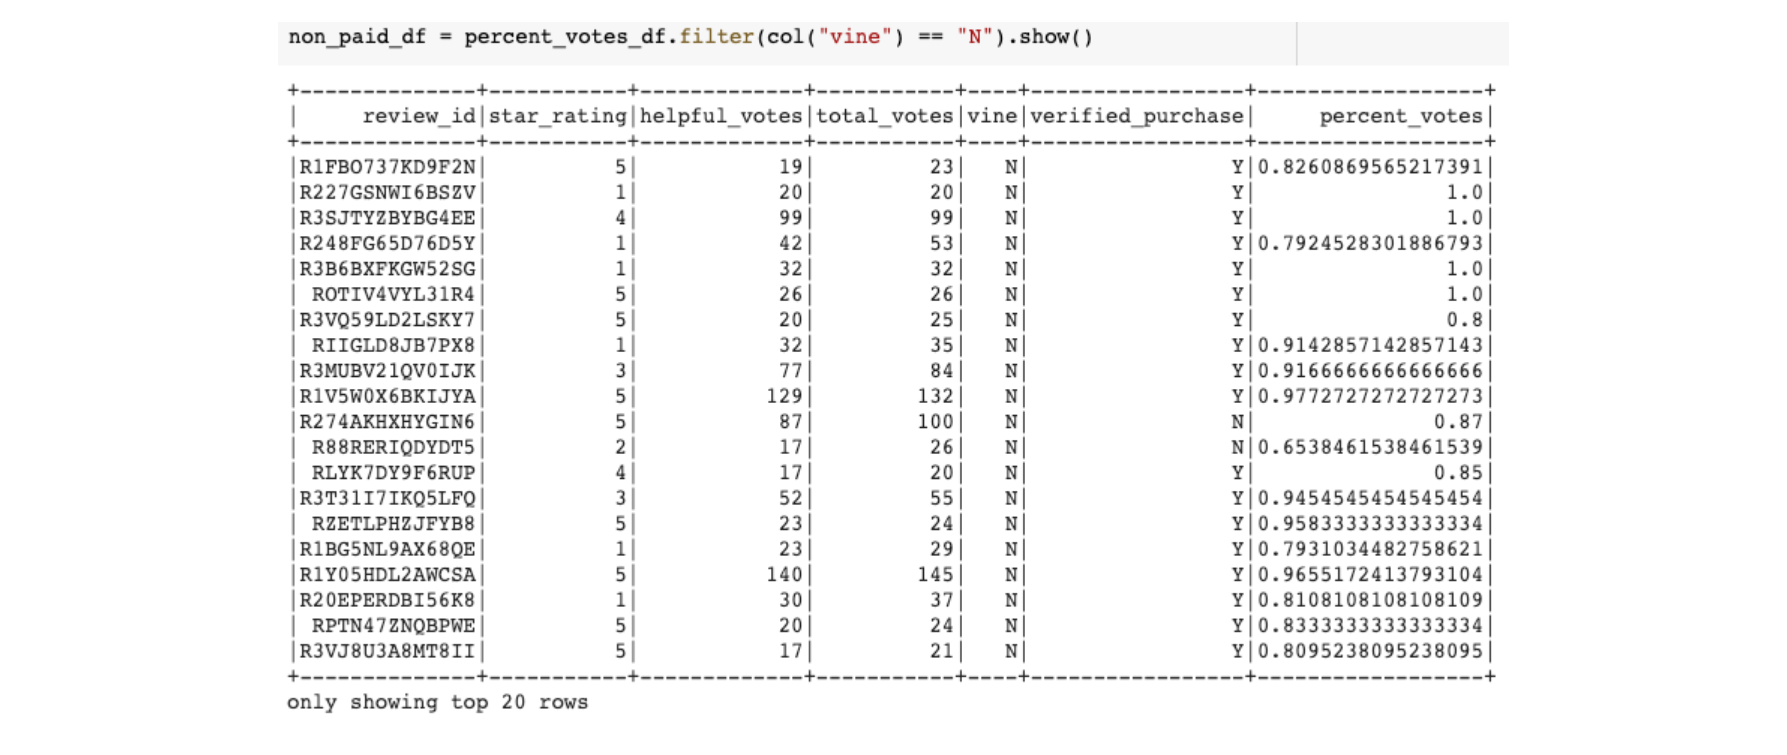 non_paid_df = percent_votes_df.filter(col("vine") == "N").show()
+--------------+-----------+-------------+-----------+----+-----------------+------------------+
|     review_id|star_rating|helpful_votes|total_votes|vine|verified_purchase|     percent_votes|
+--------------+-----------+-------------+-----------+----+-----------------+------------------+
|R1FBO737KD9F2N|          5|           19|         23|   N|                Y|0.8260869565217391|
|R227GSNWI6BSZV|          1|           20|         20|   N|                Y|               1.0|
|R3SJTYZBYBG4EE|          4|           99|         99|   N|                Y|               1.0|
|R248FG65D76D5Y|          1|           42|         53|   N|                Y|0.7924528301886793|
|R3B6BXFKGW52SG|          1|           32|         32|   N|                Y|               1.0|
| ROTIV4VYL31R4|          5|           26|         26|   N|                Y|               1.0|
|R3VQ59LD2LSKY7|          5|           20|         25|   N|                Y|               0.8|
| RIIGLD8JB7PX8|          1|           32|         35|   N|                Y|0.9142857142857143|
|R3MUBV21QV0IJK|          3|           77|         84|   N|                Y|0.9166666666666666|
|R1V5W0X6BKIJYA|          5|          129|        132|   N|                Y|0.9772727272727273|
|R274AKHXHYGIN6|          5|           87|        100|   N|                N|              0.87|
| R88RERIQDYDT5|          2|           17|         26|   N|                N|0.6538461538461539|
| RLYK7DY9F6RUP|          4|           17|         20|   N|                Y|              0.85|
|R3T31I7IKQ5LFQ|          3|           52|         55|   N|                Y|0.9454545454545454|
| RZETLPHZJFYB8|          5|           23|         24|   N|                Y|0.9583333333333334|
|R1BG5NL9AX68QE|          1|           23|         29|   N|                Y|0.7931034482758621|
|R1Y05HDL2AWCSA|          5|          140|        145|   N|                Y|0.9655172413793104|
|R20EPERDBI56K8|          1|           30|         37|   N|                Y|0.8108108108108109|
| RPTN47ZNQBPWE|          5|           20|         24|   N|                Y|0.8333333333333334|
|R3VJ8U3A8MT8II|          5|           17|         21|   N|                Y|0.8095238095238095|
+--------------+-----------+-------------+-----------+----+-----------------+------------------+
only showing top 20 rows